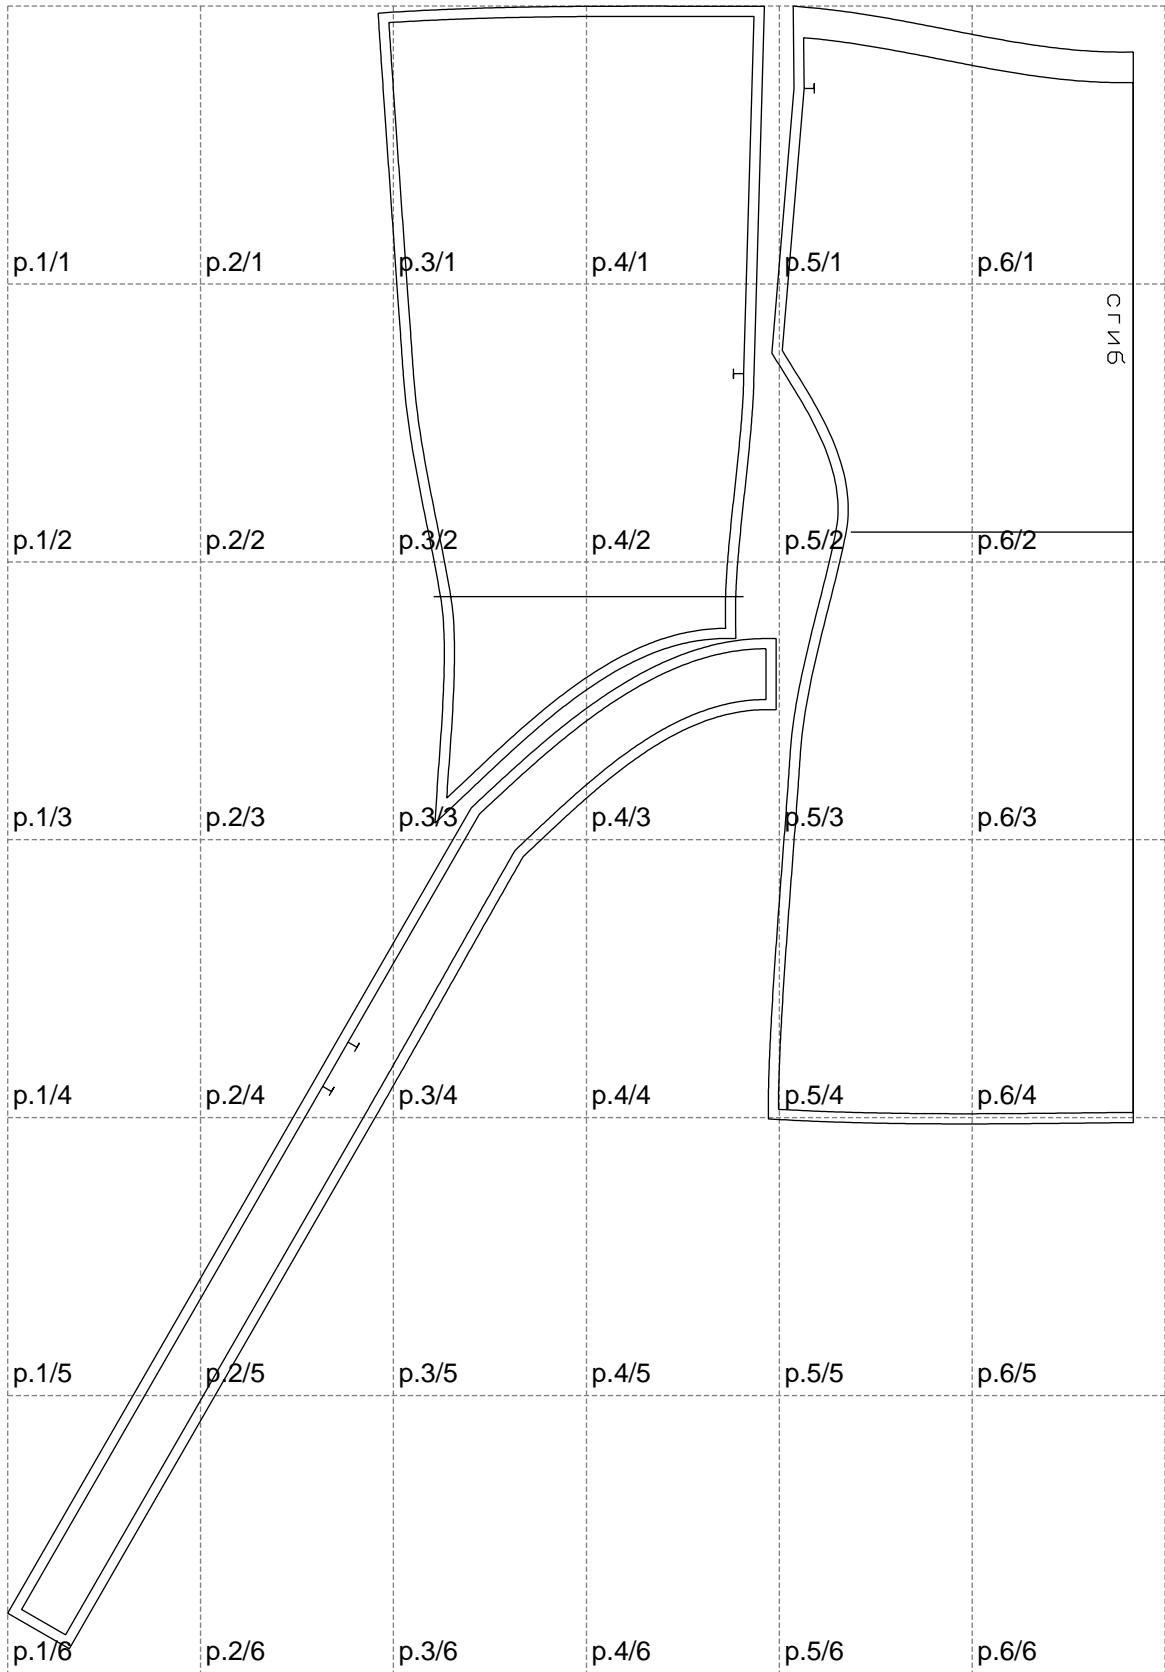 p.1/1 p.2/1 p.3/1 p.4/1 p.5/1 p.6/1
сгиб
p.1/2 p.2/2 p.3/2 p.4/2 p.5/2 p.6/2
p.1/3 p.2/3 p.3/3 p.4/3 p.5/3 p.6/3
p.1/4 p.2/4 p.3/4 p.4/4 p.5/4 p.6/4
p.1/5 p.2/5 p.3/5 p.4/5 p.5/5 p.6/5
p.1/6 p.2/6 p.3/6 p.4/6 p.5/6 p.6/6